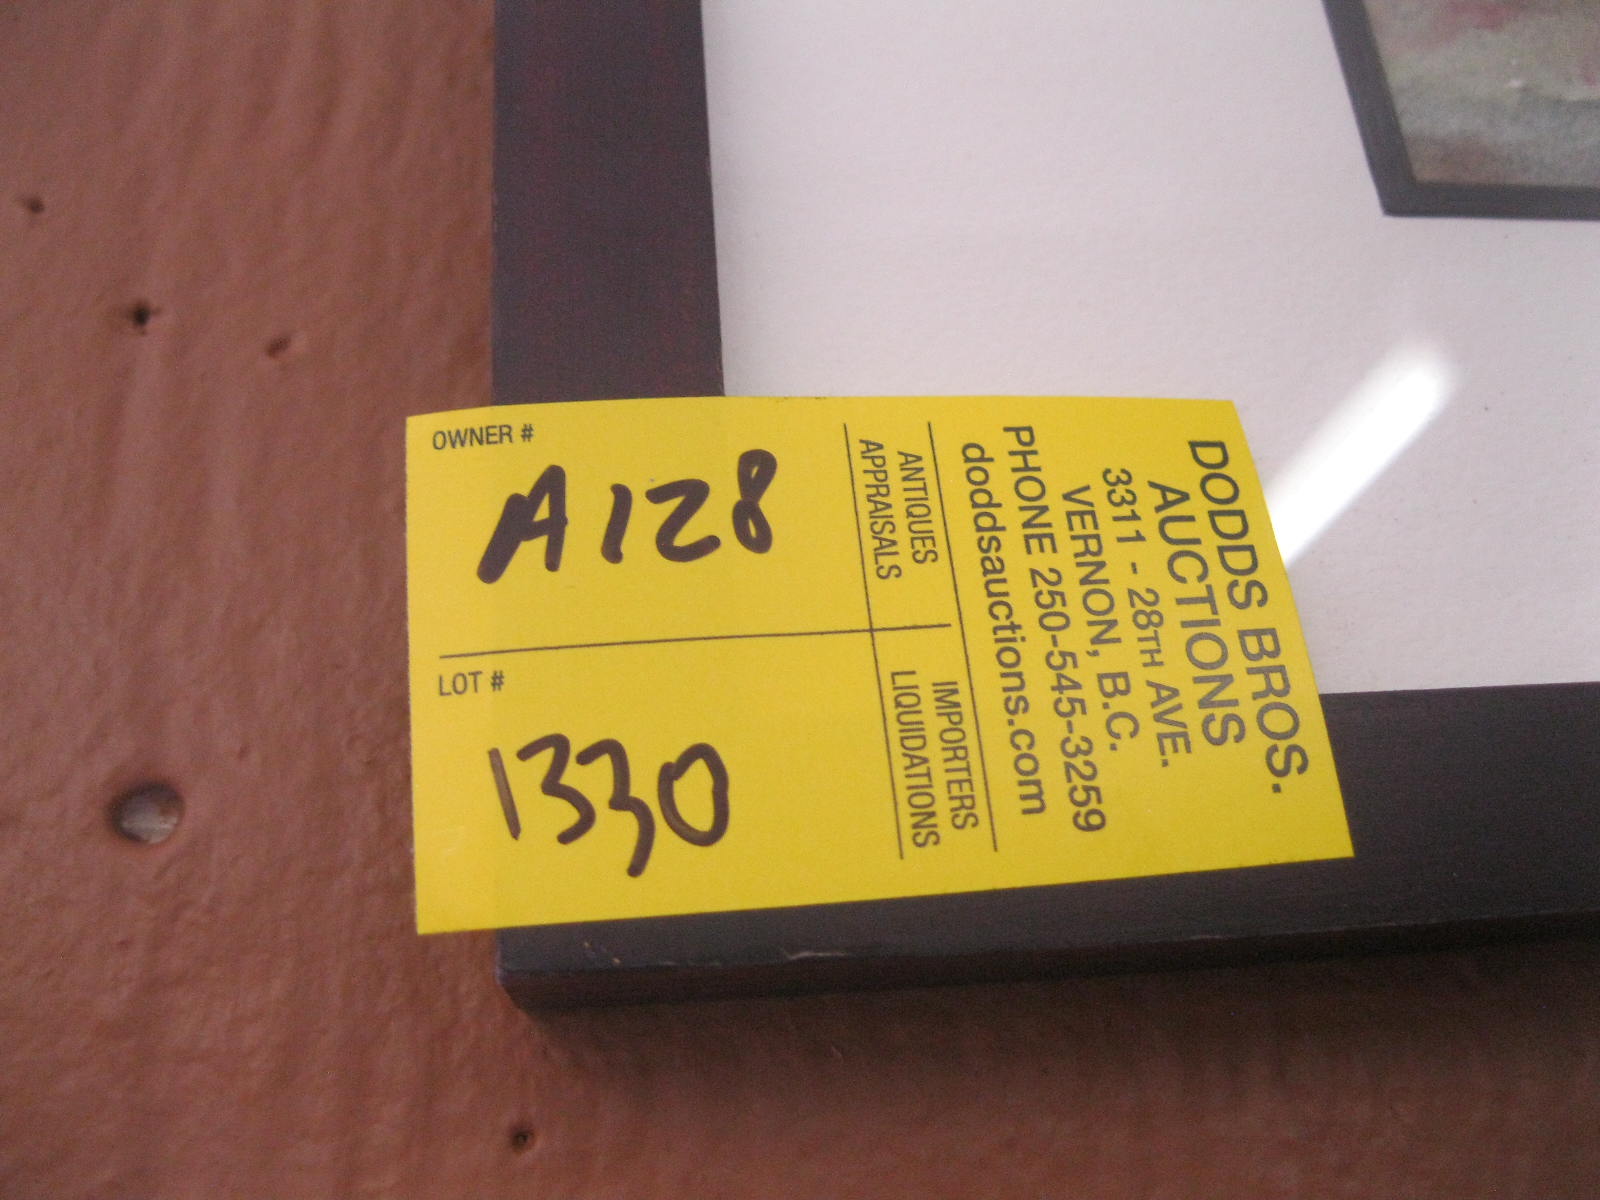 DODDS BROS.
AUCTIONS
3311 - 28TH AVE.
VERNON, B.C.
PHONE 250-545-3259
doddsauctions.com
ANTIQUES
APPRAISALS
IMPORTERS
LIQUIDATIONS
OWNER #
A128
LOT #
1330